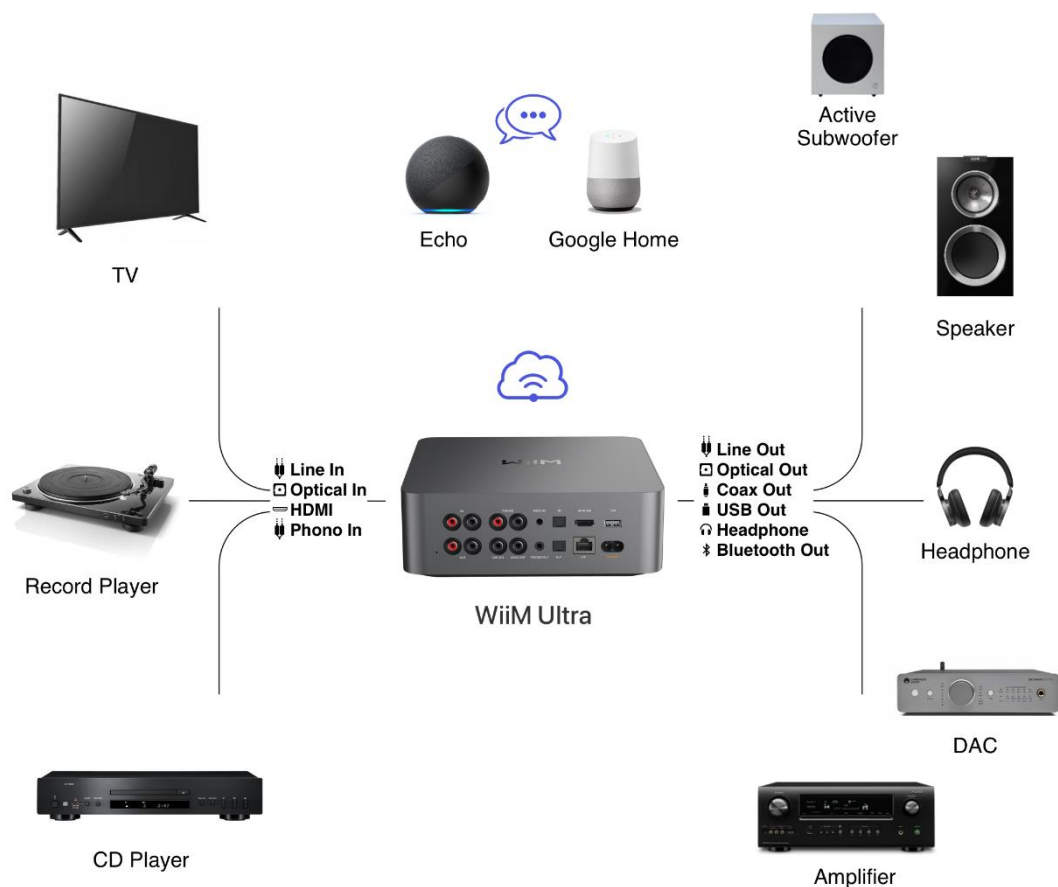 Active
Subwoofer
Echo
Google Home
TV
Speaker
Line In
Optical In
HDMI
Phono In
WiiM
Line Out
Optical Out
Coax Out
USB Out
Headphone
Bluetooth Out
Record Player
WiiM Ultra
Headphone
DAC
CD Player
Amplifier